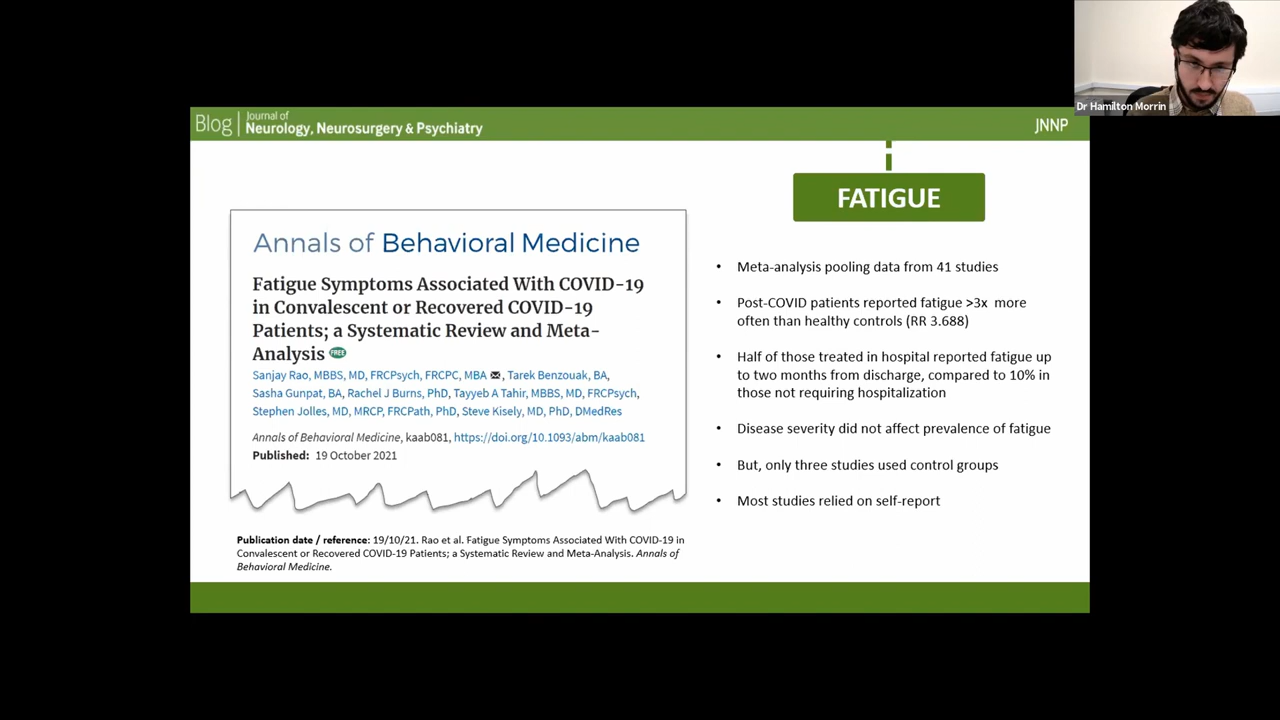 Dr Hamilton Morrin
Blog | Journal of
Neurology, Neurosurgery & Psychiatry
JNNP
Annals of Behavioral Medicine
Fatigue Symptoms Associated With COVID-19
in Convalescent or Recovered COVID-19
Patients; a Systematic Review and Meta-
Analysis FREE
Sanjay Rao, MBBS, MD, FRCPsych, FRCPC, MBA ✉, Tarek Benzouak, BA,
Sasha Gunpat, BA, Rachel J Burns, PhD, Tayyeb A Tahir, MBBS, MD, FRCPsych,
Stephen Jolles, MD, MRCP, FRCPath, PhD, Steve Kisely, MD, PhD, DMedRes
Annals of Behavioral Medicine, kaab081, https://doi.org/10.1093/abm/kaab081
Published: 19 October 2021
Publication date / reference: 19/10/21. Rao et al. Fatigue Symptoms Associated With COVID-19 in
Convalescent or Recovered COVID-19 Patients; a Systematic Review and Meta-Analysis. Annals of
Behavioral Medicine.
FATIGUE
• Meta-analysis pooling data from 41 studies
• Post-COVID patients reported fatigue >3x more
often than healthy controls (RR 3.688)
• Half of those treated in hospital reported fatigue up
to two months from discharge, compared to 10% in
those not requiring hospitalization
• Disease severity did not affect prevalence of fatigue
• But, only three studies used control groups
• Most studies relied on self-report